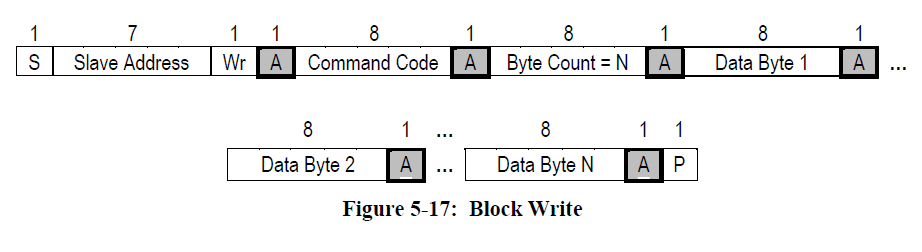 1 7 1 1 8 1 8 1 8 1
S Slave Address Wr A Command Code A Byte Count = N A Data Byte 1 A ...
8 1 ... 8 1 1
Data Byte 2 A ... Data Byte N A P
Figure 5-17: Block Write